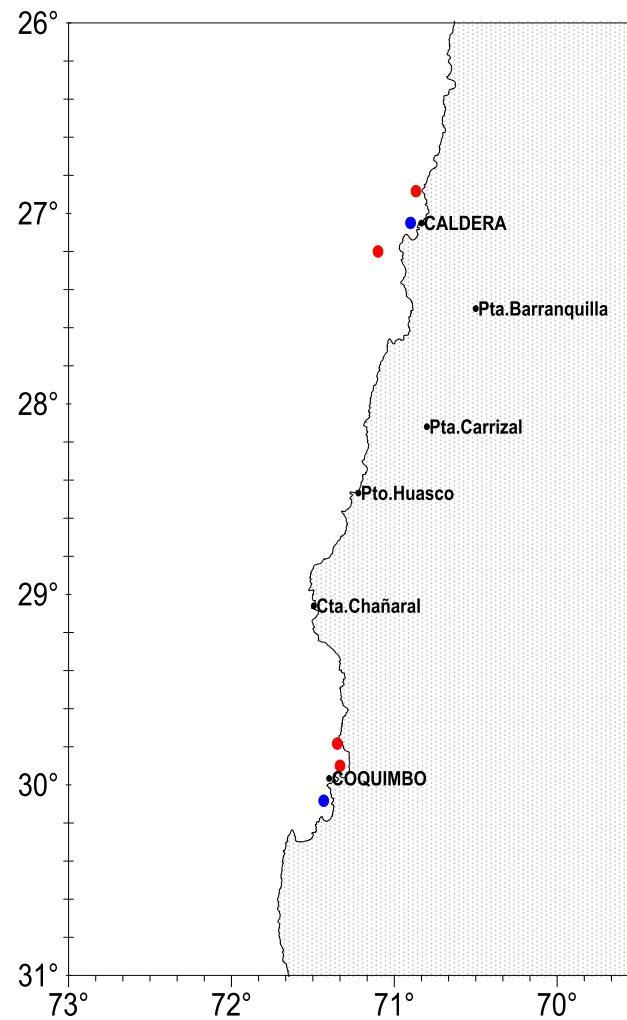 26°
27°
CALDERA
Pta.Barranquilla
28°
Pta.Carrizal
Pto.Huasco
29°
Cta.Chañaral
30°
COQUIMBO
31°
73°
72°
71°
70°